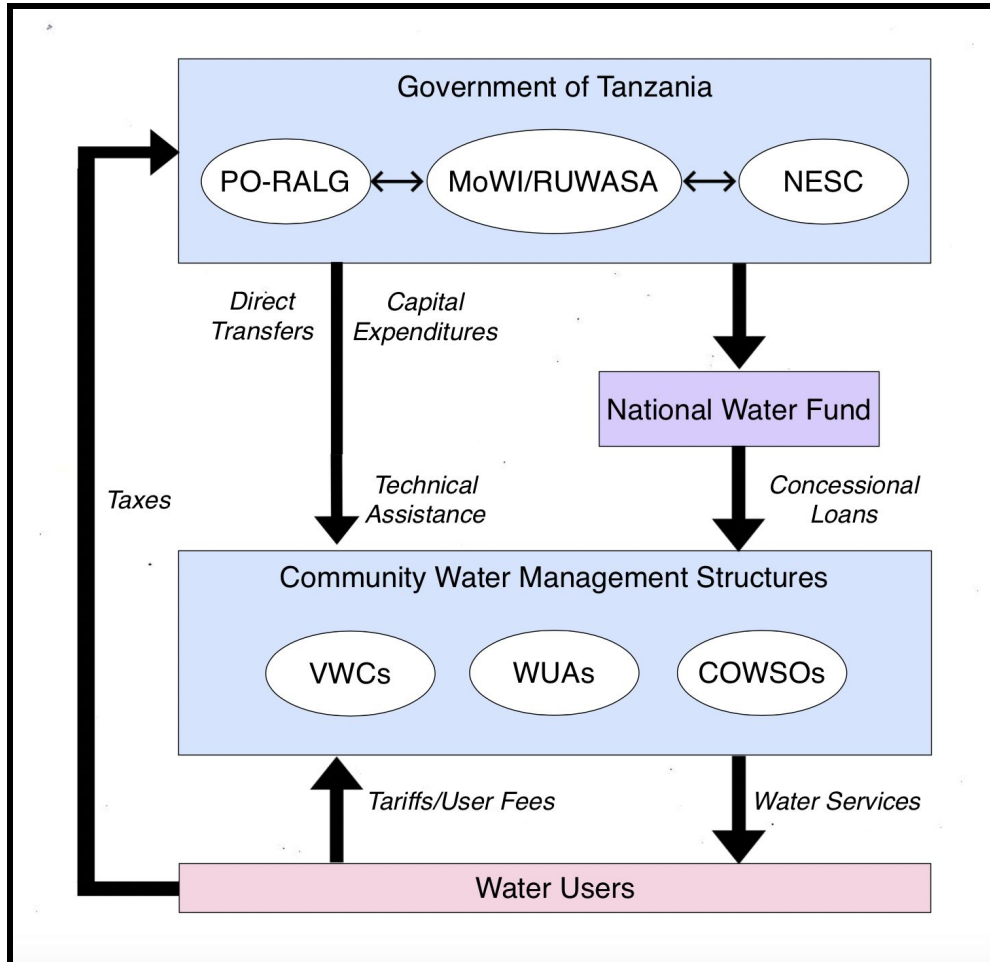 Government of Tanzania
PO-RALG
MoWI/RUWASA
NESC
Direct
Transfers
Capital
Expenditures
National Water Fund
Taxes
Technical
Assistance
Concessional
Loans
Community Water Management Structures
VWCs
WUAs
COWSOs
Tariffs/User Fees
Water Services
Water Users